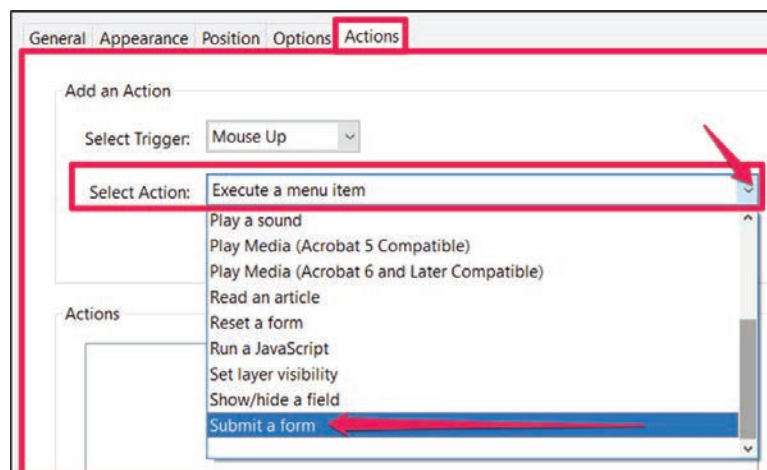 General Appearance Position Options Actions
Add an Action
Select Trigger: Mouse Up
Select Action: Execute a menu item
Play a sound
Play Media (Acrobat 5 Compatible)
Play Media (Acrobat 6 and Later Compatible)
Read an article
Actions
Reset a form
Run a JavaScript
Set layer visibility
Show/hide a field
Submit a form